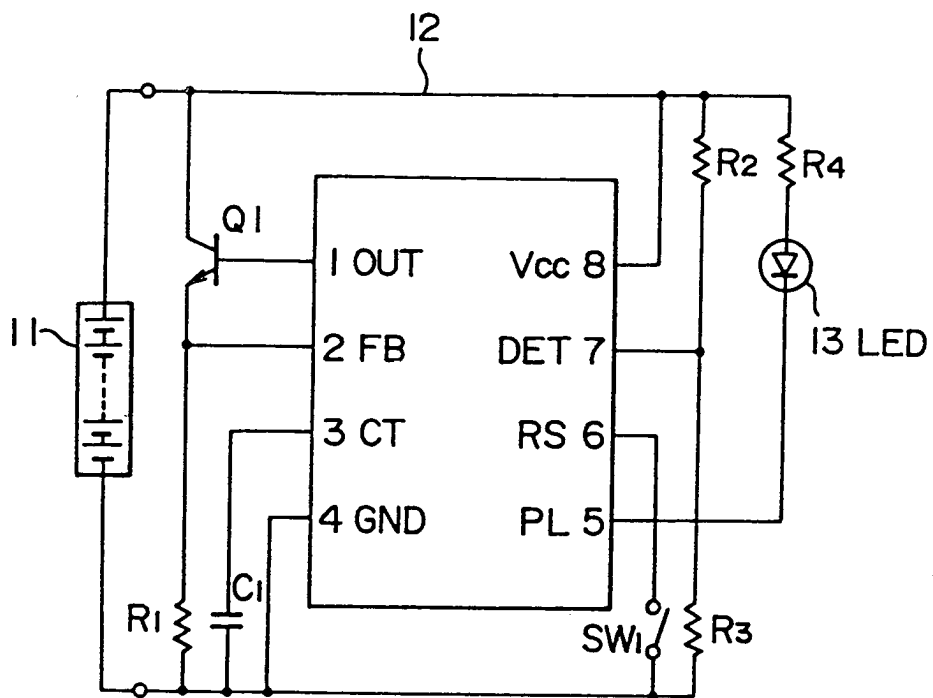 12
R2
R4
Q1
1 OUT
Vcc 8
11
2 FB
DET 7
13 LED
3 CT
RS 6
4 GND
PL 5
C1
R1
SW1
R3